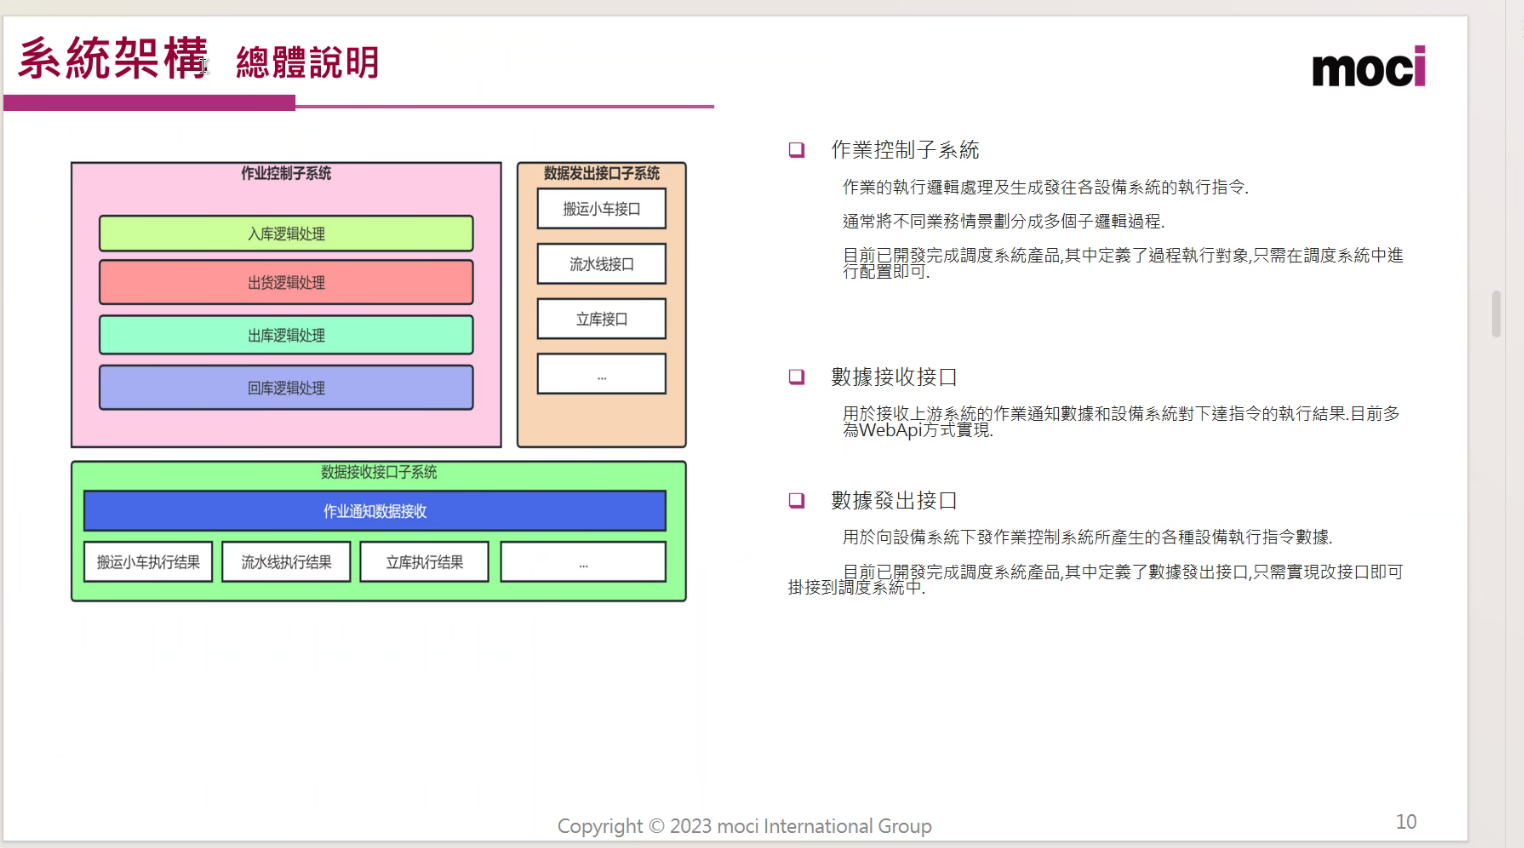 系統架構 總體說明
moci
作业控制子系统
入库逻辑处理
出货逻辑处理
出库逻辑处理
回库逻辑处理
数据发出接口子系统
搬运小车接口
流水线接口
立库接口
...
数据接收接口子系统
作业通知数据接收
搬运小车执行结果
流水线执行结果
立库执行结果
...
作業控制子系統
作業的執行邏輯處理及生成發往各設備系統的執行指令.
通常將不同業務情景劃分成多個子邏輯過程.
目前已開發完成調度系統產品,其中定義了過程執行對象,只需在調度系統中進
行配置即可.
數據接收接口
用於接收上游系統的作業通知數據和設備系統對下達指令的執行結果.目前多
為WebApi方式實現.
數據發出接口
用於向設備系統下發作業控制系統所產生的各種設備執行指令數據.
目前已開發完成調度系統產品,其中定義了數據發出接口,只需實現改接口即可
掛接到調度系統中.
Copyright © 2023 moci International Group
10